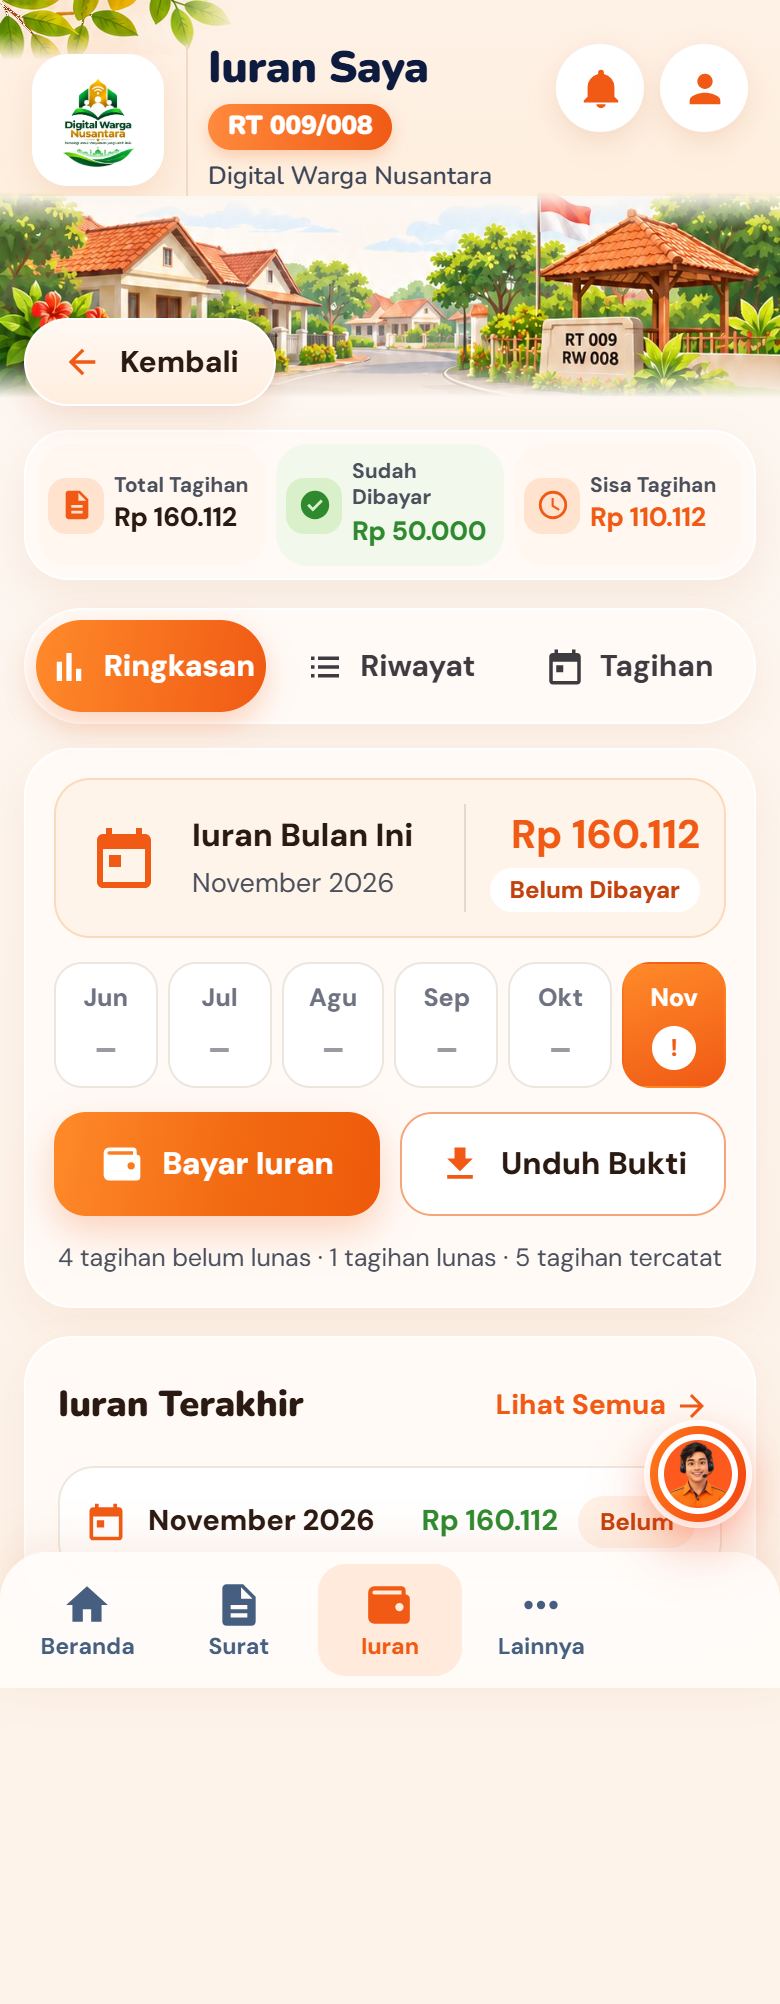 Iuran Saya
RT 009/008
Digital Warga Nusantara
Digital Warga
Nusantara
RT 009
RW 008
Kembali
Total Tagihan
Rp 160.112
Sudah
Dibayar
Rp 50.000
Sisa Tagihan
Rp 110.112
Ringkasan
Riwayat
Tagihan
Iuran Bulan Ini
November 2026
Rp 160.112
Belum Dibayar
Jun
–
Jul
–
Agu
–
Sep
–
Okt
–
Nov
!
Bayar Iuran
Unduh Bukti
4 tagihan belum lunas · 1 tagihan lunas · 5 tagihan tercatat
Iuran Terakhir
Lihat Semua →
November 2026
Rp 160.112
Belum
Beranda
Surat
Iuran
Lainnya